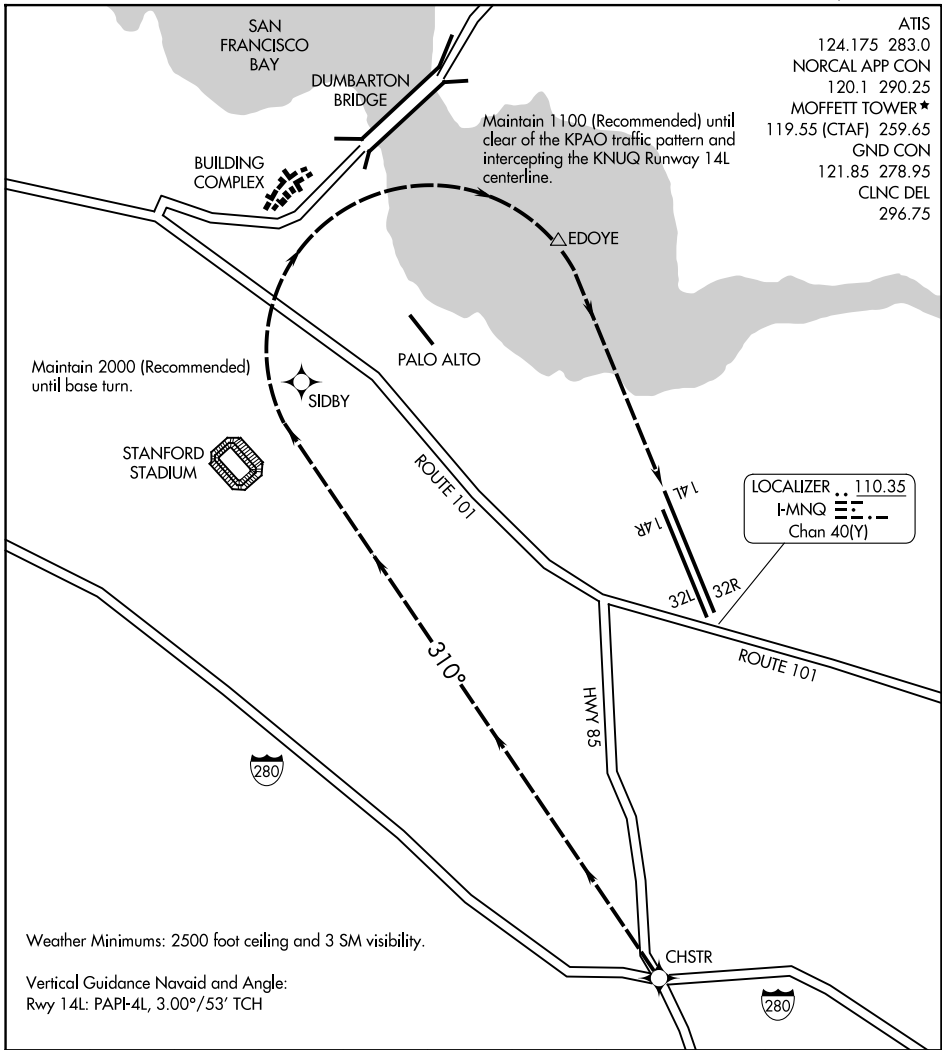 SAN
FRANCISCO
BAY
ATIS
124.175 283.0
NORCAL APP CON
120.1 290.25
MOFFETT TOWER★
119.55 (CTAF) 259.65
GND CON
121.85 278.95
CLNC DEL
296.75
DUMBARTON
BRIDGE
Maintain 1100 (Recommended) until
clear of the KPAO traffic pattern and
intercepting the KNUQ Runway 14L
centerline.
BUILDING
COMPLEX
EDOYE
PALO ALTO
Maintain 2000 (Recommended)
until base turn.
SIDBY
STANFORD
STADIUM
ROUTE 101
14L
14R
LOCALIZER .. 110.35
I-MNQ
Chan 40(Y)
32L
32R
ROUTE 101
310°
HWY 85
280
Weather Minimums: 2500 foot ceiling and 3 SM visibility.
CHSTR
Vertical Guidance Navaid and Angle:
Rwy 14L: PAPI-4L, 3.00°/53' TCH
280